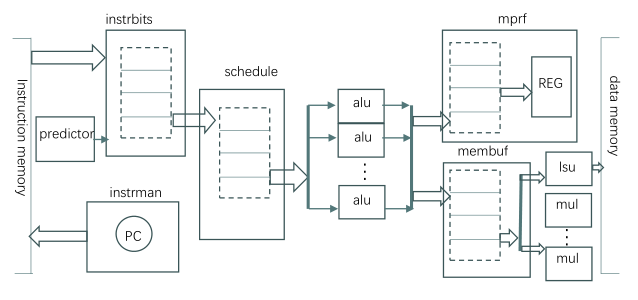 instrbits
mprf
schedule
Instruction memory
predictor
alu
alu
alu
REG
data memory
membuf
instrman
PC
lsu
mul
mul